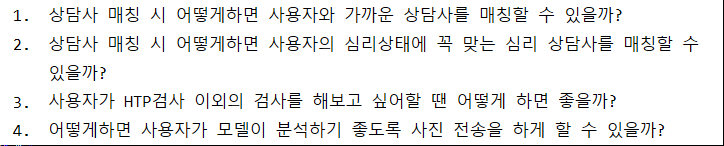 1. 상담사 매칭 시 어떻게하면 사용자와 가까운 상담사를 매칭할 수 있을까?
2. 상담사 매칭 시 어떻게하면 사용자의 심리상태에 꼭 맞는 심리 상담사를 매칭할 수
있을까?
3. 사용자가 HTP검사 이외의 검사를 해보고 싶어할 땐 어떻게 하면 좋을까?
4. 어떻게하면 사용자가 모델이 분석하기 좋도록 사진 전송을 하게 할 수 있을까?